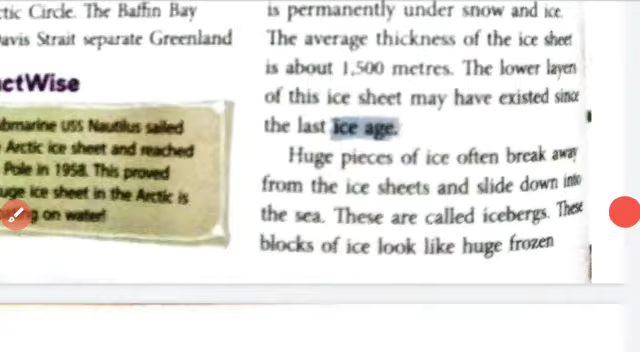 ctic Circle. The Baffin Bay
avis Strait separate Greenland
ctWise
bmarine USS Nautilus sailed
Arctic ice sheet and reached
Pole in 1958. This proved
uge ice sheet in the Arctic is
g on water!
is permanently under snow and ice.
The average thickness of the ice sheet
is about 1,500 metres. The lower layers
of this ice sheet may have existed since
the last ice age.
Huge pieces of ice often break away
from the ice sheets and slide down into
the sea. These are called icebergs. These
blocks of ice look like huge frozen